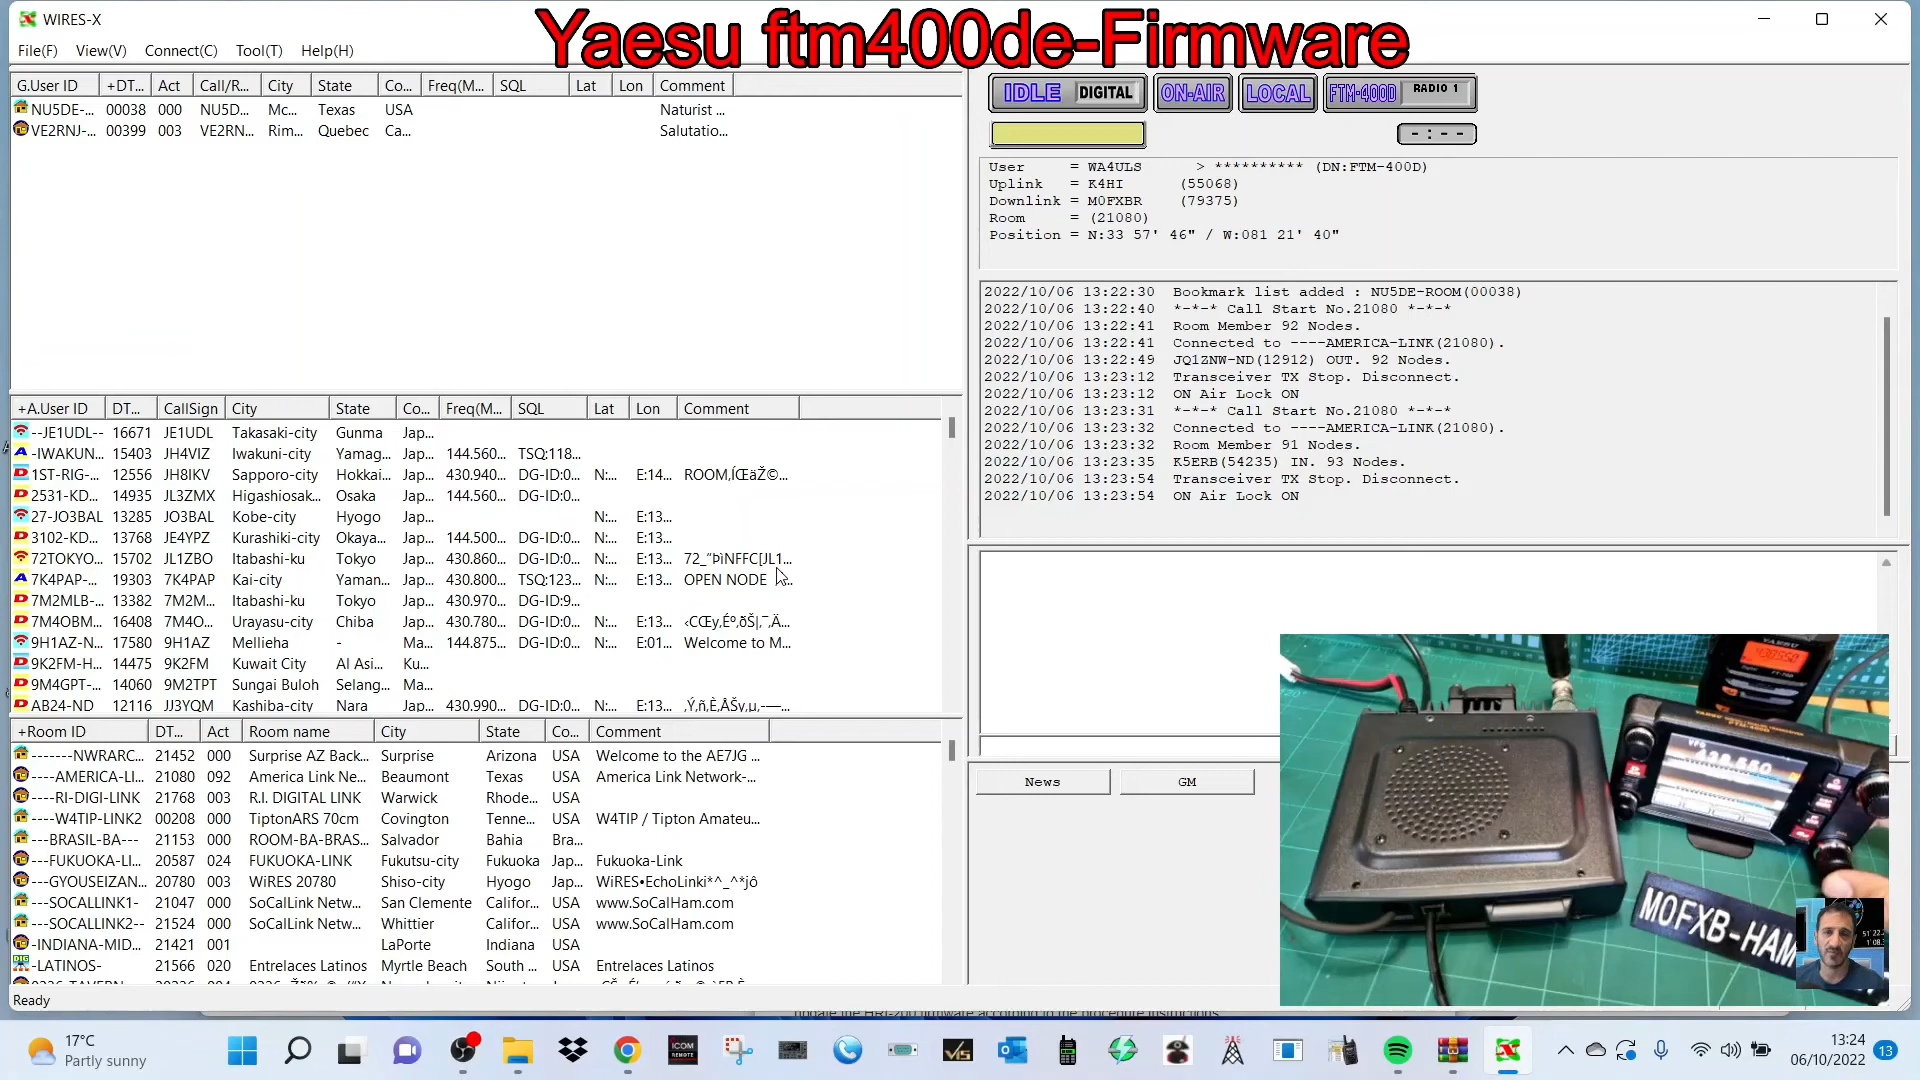 WIRES-X
Yaesu ftm400de-Firmware
File(F) View(V) Connect(C) Tool(T) Help(H)
G.User ID +DT... Act Call/R... City State Co... Freq(M... SQL Lat Lon Comment
NU5DE-... 00038 000 NU5D... Mc... Texas USA Naturist ...
VE2RNJ-... 00399 003 VE2RN... Rim... Quebec Ca... Salutatio...
+A.User ID DT... CallSign City State Co... Freq(M... SQL Lat Lon Comment
--JE1UDL-- 16671 JE1UDL Takasaki-city Gunma Jap...
-IWAKUN... 15403 JH4VIZ Iwakuni-city Yamag... Jap... 144.560... TSQ:118...
1ST-RIG-... 12556 JH8IKV Sapporo-city Hokkai... Jap... 430.940... DG-ID:0... N:... E:14... ROOM,ÍŒäŽ©...
2531-KD... 14935 JL3ZMX Higashiosak... Osaka Jap... 144.560... DG-ID:0...
27-JO3BAL 13285 JO3BAL Kobe-city Hyogo Jap... N:... E:13...
3102-KD... 13768 JE4YPZ Kurashiki-city Okaya... Jap... 144.500... DG-ID:0... N:... E:13...
72TOKYO... 15702 JL1ZBO Itabashi-ku Tokyo Jap... 430.860... DG-ID:0... N:... E:13... 72_“ÞìNFFC[JL1...
7K4PAP-... 19303 7K4PAP Kai-city Yaman... Jap... 430.800... TSQ:123... N:... E:13... OPEN NODE
7M2MLB-... 13382 7M2M... Itabashi-ku Tokyo Jap... 430.970... DG-ID:9...
7M4OBM... 16408 7M4O... Urayasu-city Chiba Jap... 430.780... DG-ID:0... N:... E:13...
9H1AZ-N... 17580 9H1AZ Mellieha - Ma... 144.875... DG-ID:0... N:... E:01... Welcome to M...
9K2FM-H... 14475 9K2FM Kuwait City Al Asi... Ku...
9M4GPT-... 14060 9M2TPT Sungai Buloh Selang... Ma...
AB24-ND 12116 JJ3YQM Kashiba-city Nara Jap... 430.990... DG-ID:0... N:... E:13...
+Room ID DT... Act Room name City State Co... Comment
-------NWRARC... 21452 000 Surprise AZ Back... Surprise Arizona USA Welcome to the AE7JG ...
----AMERICA-LI... 21080 092 America Link Ne... Beaumont Texas USA America Link Network-...
----RI-DIGI-LINK 21768 003 R.I. DIGITAL LINK Warwick Rhode... USA
----W4TIP-LINK2 00208 000 TiptonARS 70cm Covington Tenne... USA W4TIP / Tipton Amateu...
---BRASIL-BA--- 21153 000 ROOM-BA-BRAS... Salvador Bahia Bra...
---FUKUOKA-LI... 20587 024 FUKUOKA-LINK Fukutsu-city Fukuoka Jap... Fukuoka-Link
---GYOUSEIZAN... 20780 003 WiRES 20780 Shiso-city Hyogo Jap... WiRES•EchoLinki*^_^*jô
---SOCALLINK1- 21047 000 SoCalLink Netw... San Clemente Califor... USA www.SoCalHam.com
---SOCALLINK2-- 21524 000 SoCalLink Netw... Whittier Califor... USA www.SoCalHam.com
-INDIANA-MID... 21421 001 LaPorte Indiana USA
-LATINOS- 21566 020 Entrelaces Latinos Myrtle Beach South ... USA Entrelaces Latinos
Ready
IDLE DIGITAL ON-AIR LOCAL FTM-400D RADIO 1
- : - -
User = WA4ULS > ********** (DN:FTM-400D)
Uplink = K4HI (55068)
Downlink = M0FXBR (79375)
Room = (21080)
Position = N:33 57' 46" / W:081 21' 40"
2022/10/06 13:22:30 Bookmark list added : NU5DE-ROOM(00038)
2022/10/06 13:22:40 *-*-* Call Start No.21080 *-*-*
2022/10/06 13:22:41 Room Member 92 Nodes.
2022/10/06 13:22:41 Connected to ----AMERICA-LINK(21080).
2022/10/06 13:22:49 JQ1ZNW-ND(12912) OUT. 92 Nodes.
2022/10/06 13:23:12 Transceiver TX Stop. Disconnect.
2022/10/06 13:23:12 ON Air Lock ON
2022/10/06 13:23:31 *-*-* Call Start No.21080 *-*-*
2022/10/06 13:23:32 Connected to ----AMERICA-LINK(21080).
2022/10/06 13:23:32 Room Member 91 Nodes.
2022/10/06 13:23:35 K5ERB(54235) IN. 93 Nodes.
2022/10/06 13:23:54 Transceiver TX Stop. Disconnect.
2022/10/06 13:23:54 ON Air Lock ON
News GM
YAESU
M0FXB-HAM
update the HRI-200 firmware according to the procedure instructions
17°C
Partly sunny
ICOM
REMOTE
13:24
06/10/2022
13